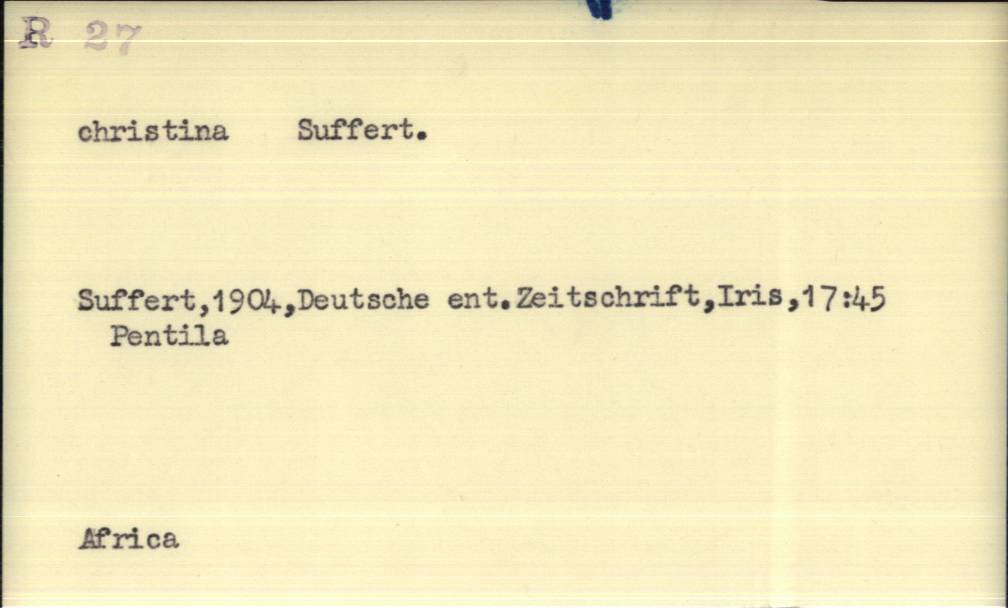 R 27
christina Suffert.
Suffert,1904,Deutsche ent.Zeitschrift,Iris,17:45
Pentila
Africa